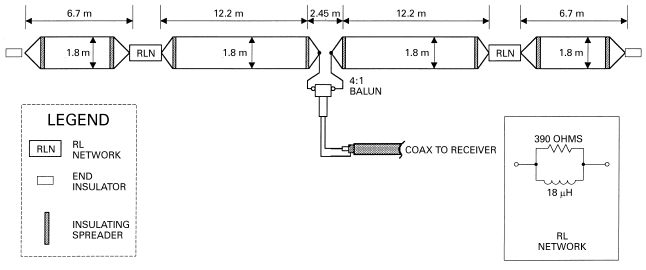 6.7 m 12.2 m 2.45 m 12.2 m 6.7 m
1.8 m RLN 1.8 m 1.8 m RLN 1.8 m
4:1
BALUN
COAX TO RECEIVER
LEGEND
RLN RL
NETWORK
END
INSULATOR
INSULATING
SPREADER
390 OHMS
18 μH
RL
NETWORK